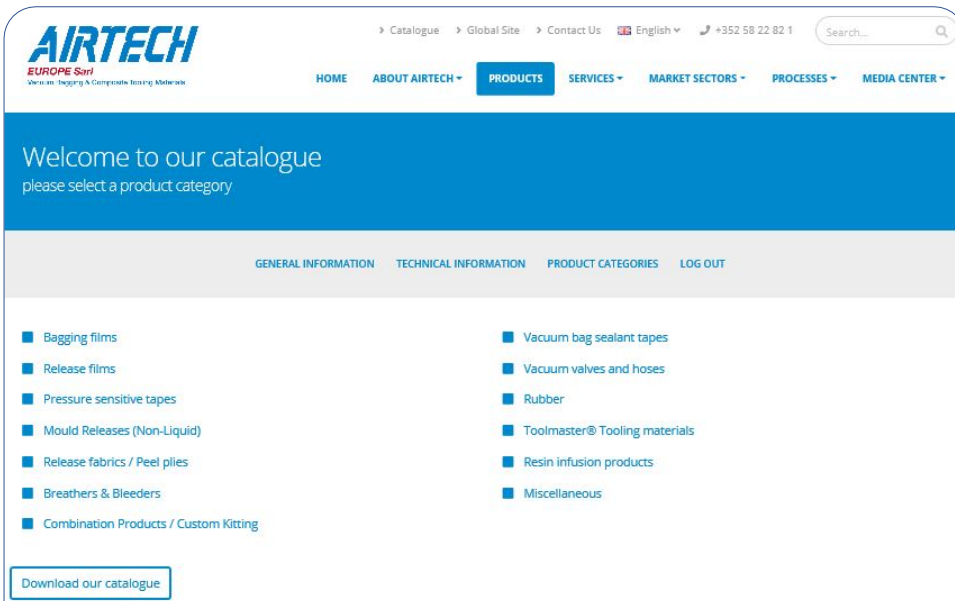 AIRTECH
EUROPE Sarl
Vacuum Bagging & Composite Tooling Materials
Catalogue Global Site Contact Us English +352 58 22 82 1 Search...
HOME ABOUT AIRTECH PRODUCTS SERVICES MARKET SECTORS PROCESSES MEDIA CENTER
Welcome to our catalogue
please select a product category
GENERAL INFORMATION TECHNICAL INFORMATION PRODUCT CATEGORIES LOG OUT
Bagging films
Release films
Pressure sensitive tapes
Mould Releases (Non-Liquid)
Release fabrics / Peel plies
Breathers & Bleeders
Combination Products / Custom Kitting
Vacuum bag sealant tapes
Vacuum valves and hoses
Rubber
Toolmaster® Tooling materials
Resin infusion products
Miscellaneous
Download our catalogue